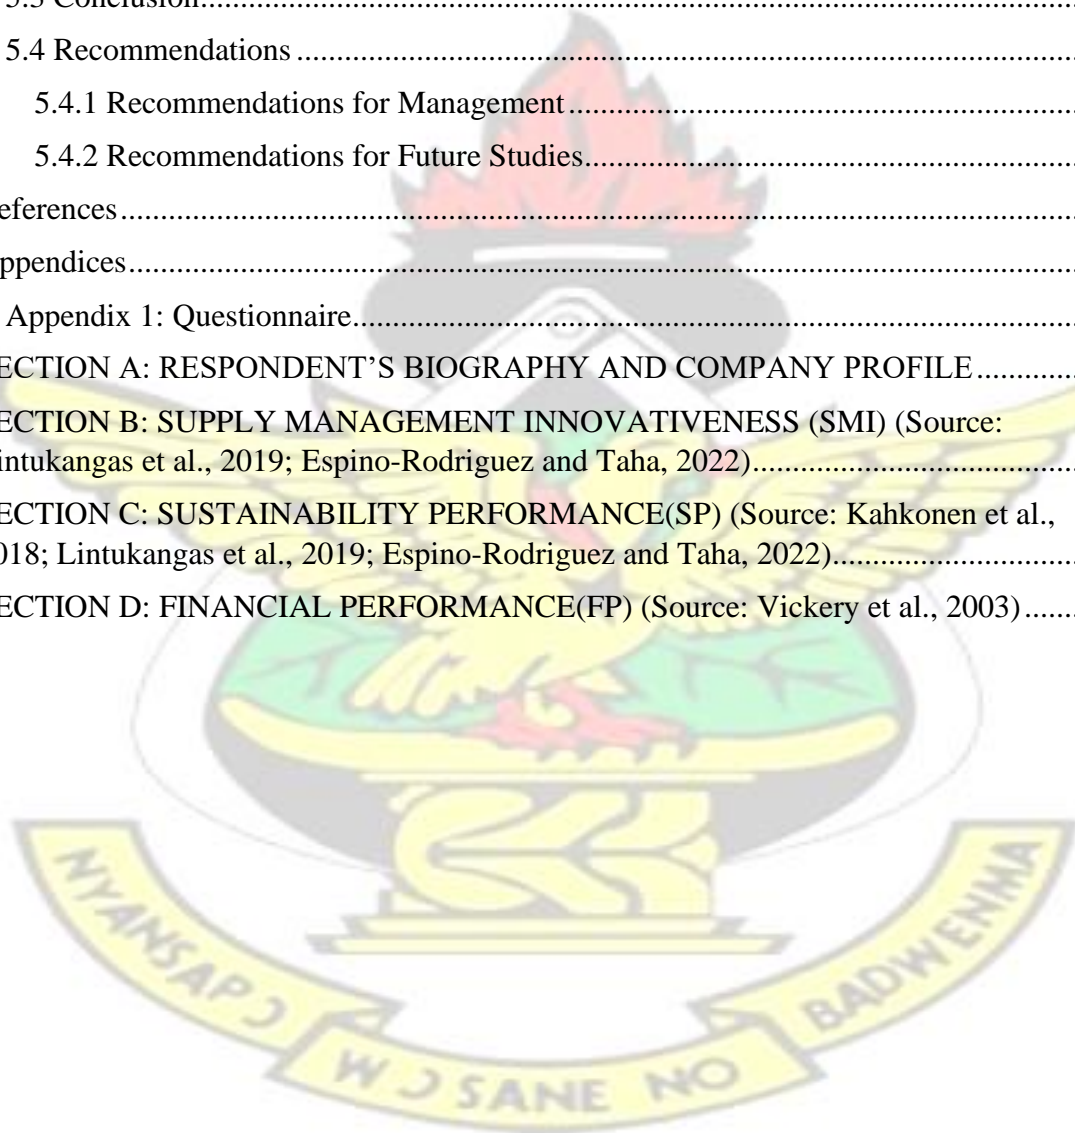 5.3 Conclusion
5.4 Recommendations
5.4.1 Recommendations for Management
5.4.2 Recommendations for Future Studies
eferences
ppendices
Appendix 1: Questionnaire
ECTION A: RESPONDENT’S BIOGRAPHY AND COMPANY PROFILE
ECTION B: SUPPLY MANAGEMENT INNOVATIVENESS (SMI) (Source:
intukangas et al., 2019; Espino-Rodriguez and Taha, 2022)
ECTION C: SUSTAINABILITY PERFORMANCE(SP) (Source: Kahkonen et al.,
018; Lintukangas et al., 2019; Espino-Rodriguez and Taha, 2022)
ECTION D: FINANCIAL PERFORMANCE(FP) (Source: Vickery et al., 2003)
NYANSAPƆ WƆSANE NO BADWENMA